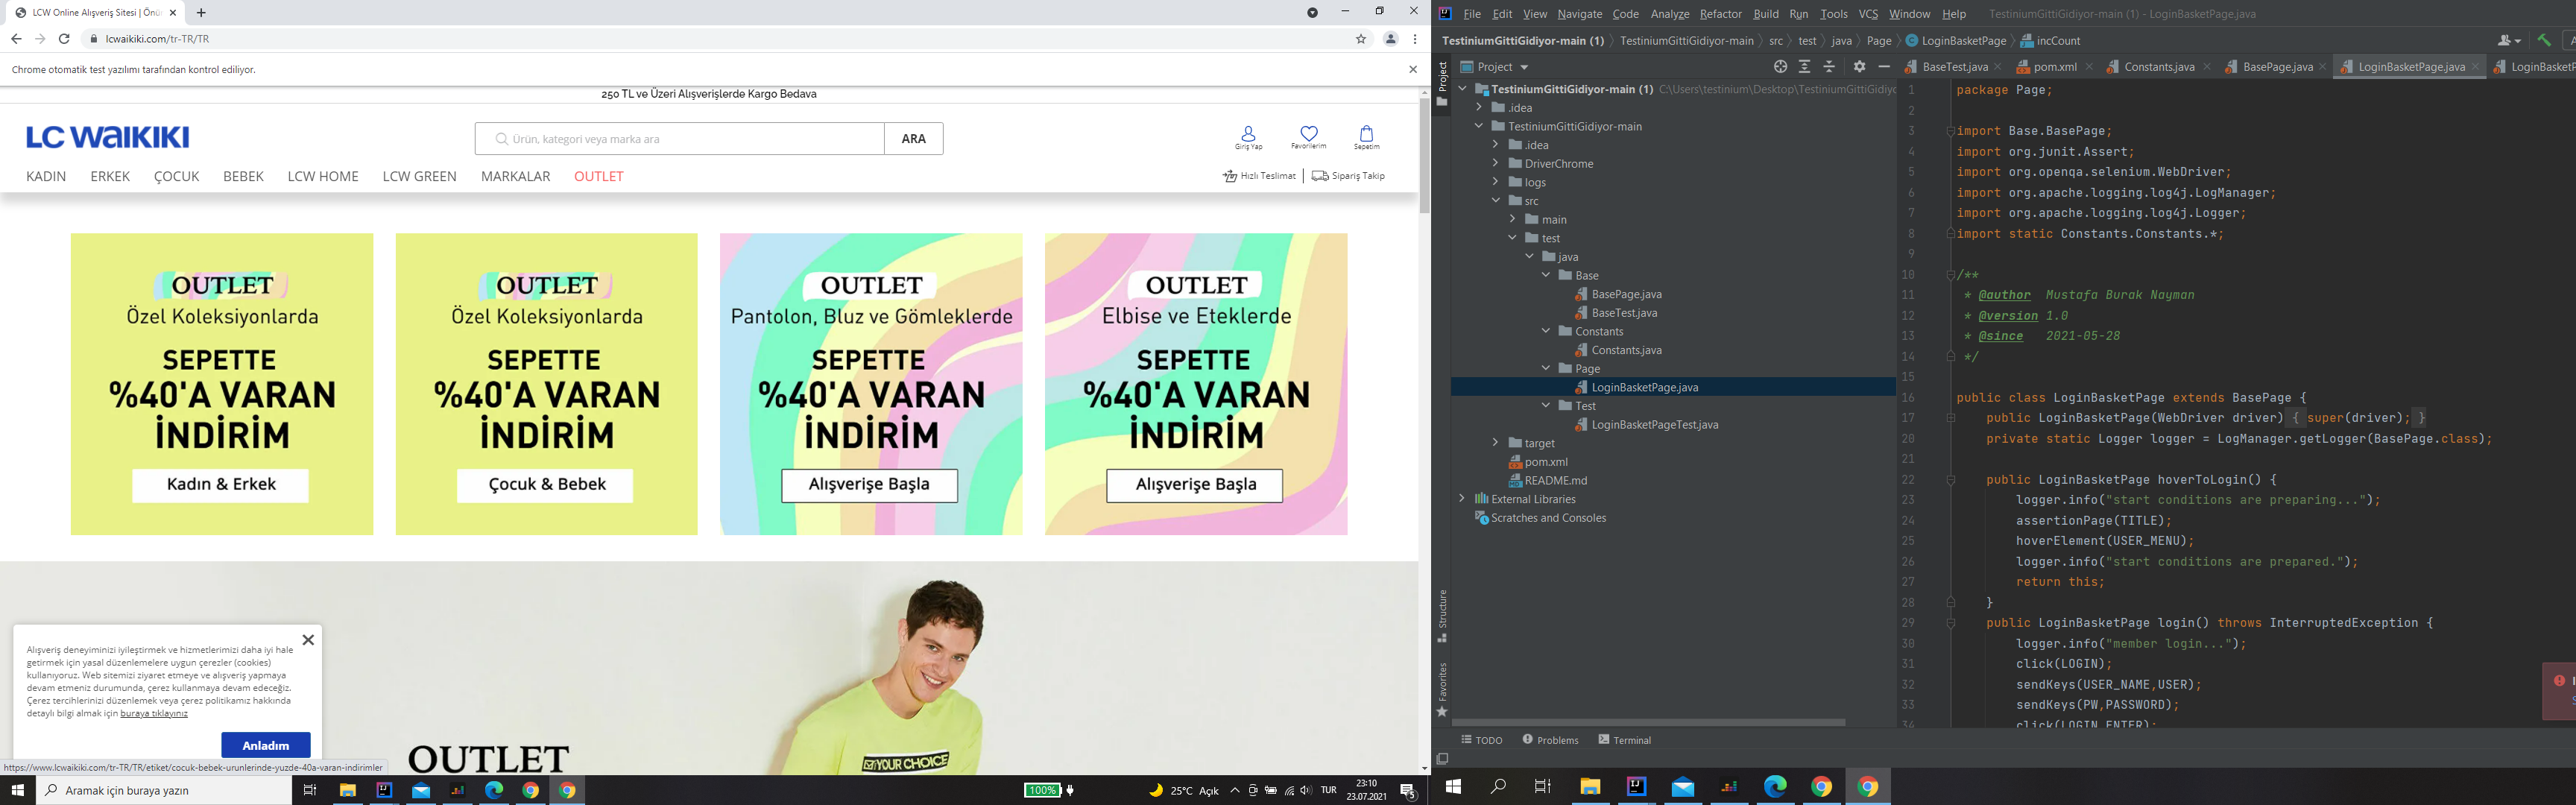 LCW Online Alışveriş Sitesi | Önü
lcwaikiki.com/tr-TR/TR
Chrome otomatik test yazılımı tarafından kontrol ediliyor.
250 TL ve Üzeri Alışverişlerde Kargo Bedava
LC WAIKIKI
Ürün, kategori veya marka ara
ARA
Giriş Yap
Favorilerim
Sepetim
KADIN ERKEK ÇOCUK BEBEK LCW HOME LCW GREEN MARKALAR OUTLET
Hızlı Teslimat | Sipariş Takip
OUTLET
Özel Koleksiyonlarda
SEPETTE
%40'A VARAN
İNDİRİM
Kadın & Erkek
OUTLET
Özel Koleksiyonlarda
SEPETTE
%40'A VARAN
İNDİRİM
Çocuk & Bebek
OUTLET
Pantolon, Bluz ve Gömleklerde
SEPETTE
%40'A VARAN
İNDİRİM
Alışverişe Başla
OUTLET
Elbise ve Eteklerde
SEPETTE
%40'A VARAN
İNDİRİM
Alışverişe Başla
Alışveriş deneyiminizi iyileştirmek ve hizmetlerimizi daha iyi hale
getirmek için yasal düzenlemelere uygun çerezler (cookies)
kullanıyoruz. Web sitemizi ziyaret etmeye ve alışveriş yapmaya
devam etmeniz durumunda, çerez kullanmaya devam edeceğiz.
Çerez tercihlerinizi düzenlemek veya çerez politikamız hakkında
detaylı bilgi almak için buraya tıklayınız
Anladım
OUTLET
YOUR CHOICE
https://www.lcwaikiki.com/tr-TR/TR/etiket/cocuk-bebek-urunlerinde-yuzde-40a-varan-indirimler
Aramak için buraya yazın
100%
25°C Açık
TUR
23:10
23.07.2021
5
File Edit View Navigate Code Analyze Refactor Build Run Tools VCS Window Help TestiniumGittiGidiyor-main (1) - LoginBasketPage.java
TestiniumGittiGidiyor-main (1) TestiniumGittiGidiyor-main src test java Page LoginBasketPage incCount
Project
Project
BaseTest.java pom.xml Constants.java BasePage.java LoginBasketPage.java LoginBasketP
TestiniumGittiGidiyor-main (1) C:\Users\testinium\Desktop\TestiniumGittiGidiyo
.idea
TestiniumGittiGidiyor-main
.idea
DriverChrome
logs
src
main
test
java
Base
BasePage.java
BaseTest.java
Constants
Constants.java
Page
LoginBasketPage.java
Test
LoginBasketPageTest.java
target
pom.xml
README.md
External Libraries
Scratches and Consoles
Structure
Favorites
1 package Page;
2
3 import Base.BasePage;
4 import org.junit.Assert;
5 import org.openqa.selenium.WebDriver;
6 import org.apache.logging.log4j.LogManager;
7 import org.apache.logging.log4j.Logger;
8 import static Constants.Constants.*;
9
10 /**
11 * @author Mustafa Burak Nayman
12 * @version 1.0
13 * @since 2021-05-28
14 */
15
16 public class LoginBasketPage extends BasePage {
17 public LoginBasketPage(WebDriver driver) { super(driver); }
20 private static Logger logger = LogManager.getLogger(BasePage.class);
21
22 public LoginBasketPage hoverToLogin() {
23 logger.info("start conditions are preparing...");
24 assertionPage(TITLE);
25 hoverElement(USER_MENU);
26 logger.info("start conditions are prepared.");
27 return this;
28 }
29 public LoginBasketPage login() throws InterruptedException {
30 logger.info("member login...");
31 click(LOGIN);
32 sendKeys(USER_NAME,USER);
33 sendKeys(PW,PASSWORD);
34 click(LOGIN_ENTER);
TODO Problems Terminal